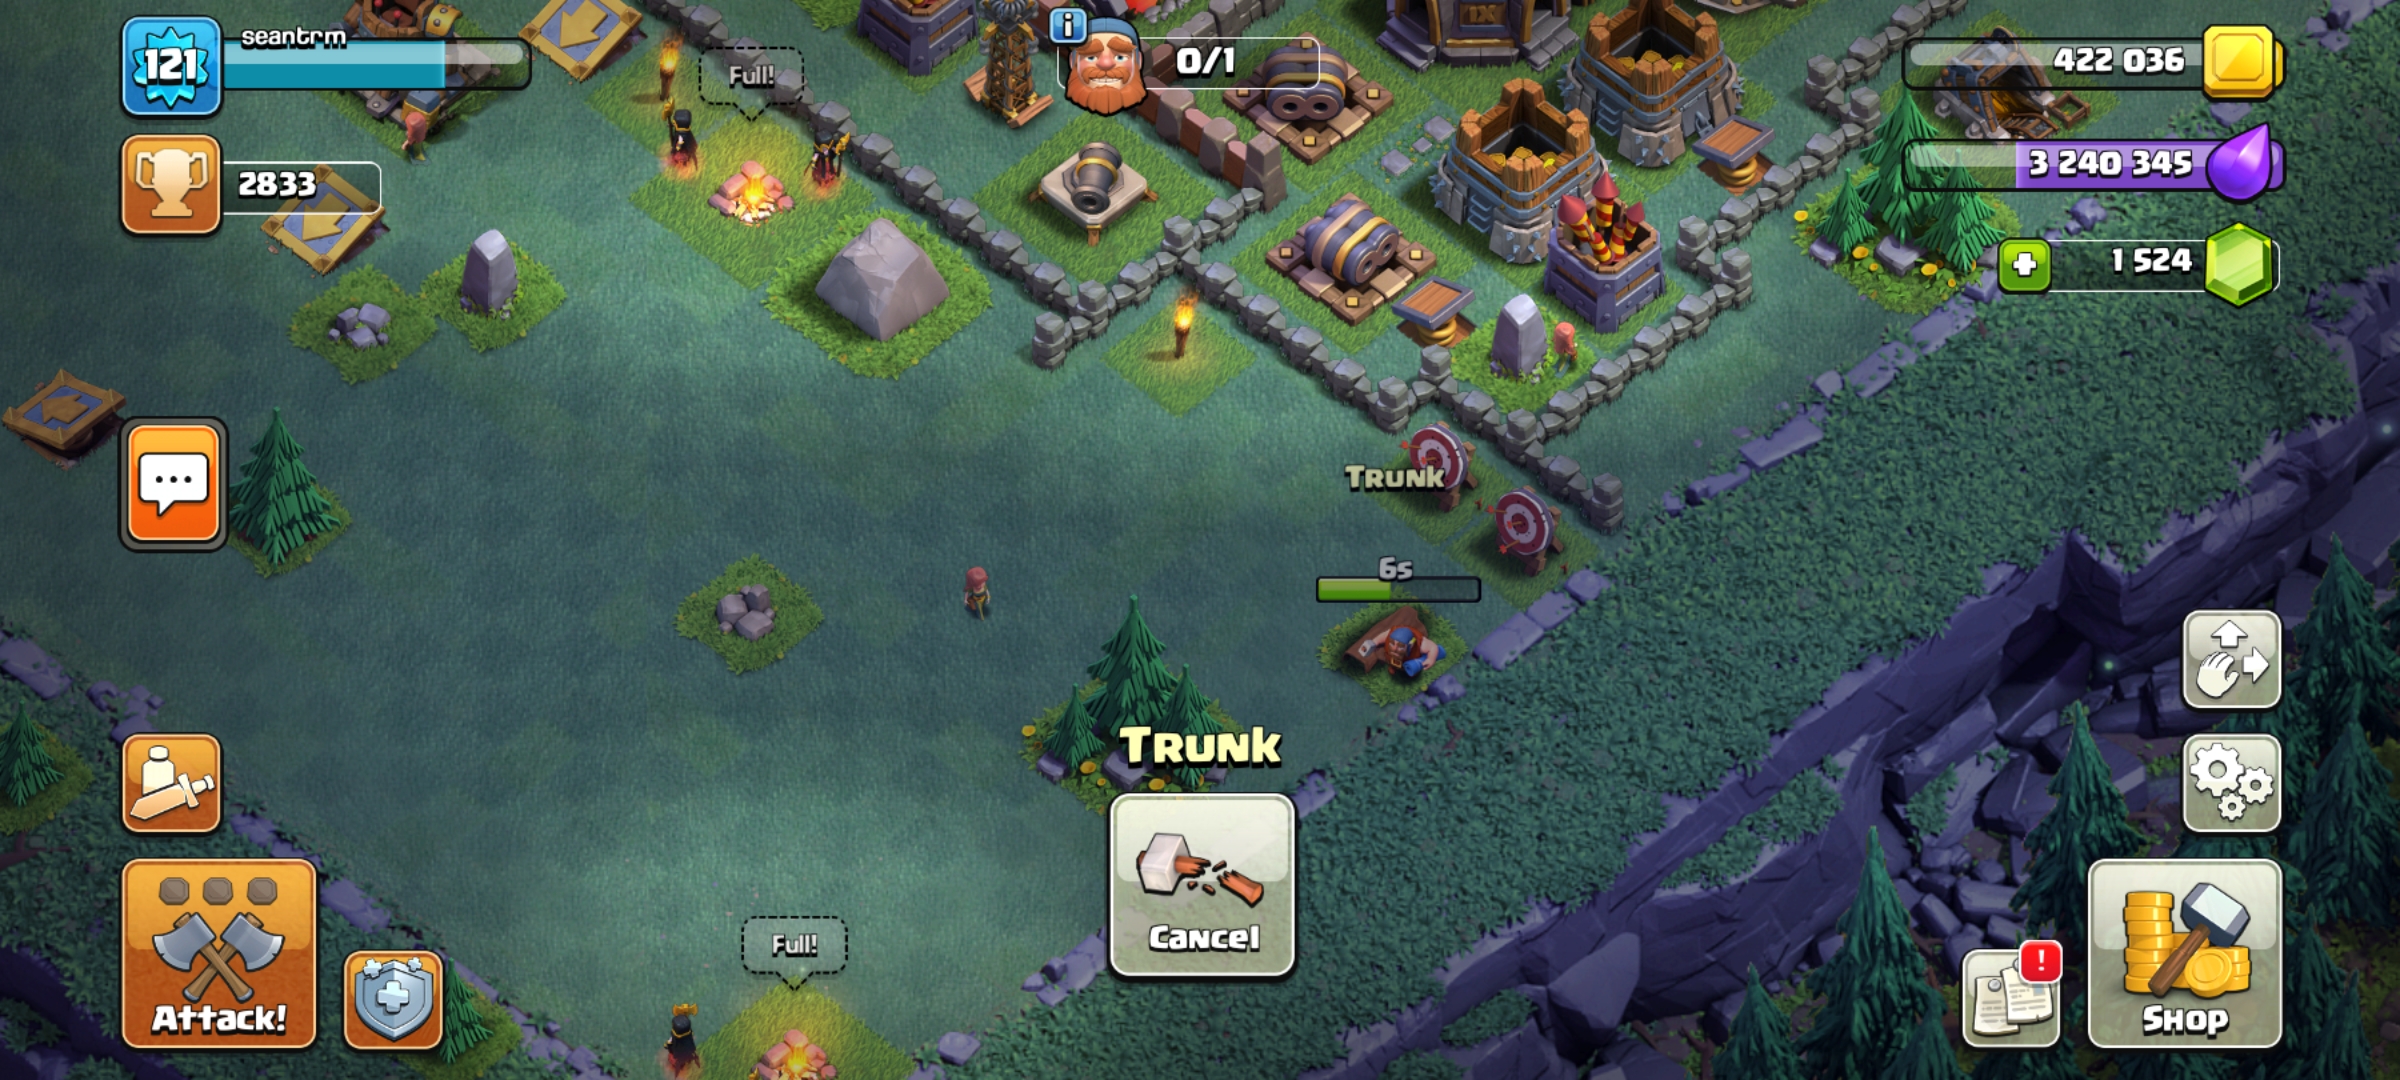 121
seantrm
Full!
i
0/1
422 036
2833
3 240 345
1 524
Trunk
6s
Trunk
Cancel
Full!
Attack!
!
Shop
IX